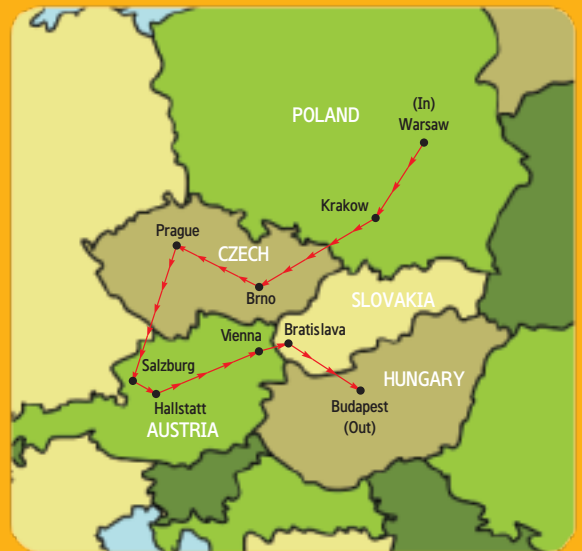 (In)
Warsaw
POLAND
Krakow
Prague
CZECH
Brno
SLOVAKIA
Vienna
Bratislava
Salzburg
HUNGARY
Hallstatt
Budapest
(Out)
AUSTRIA